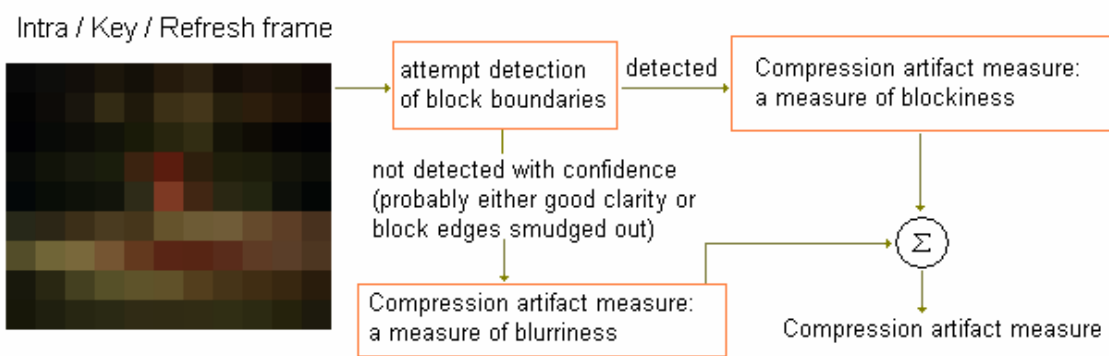 Intra / Key / Refresh frame
attempt detection
of block boundaries
detected
Compression artifact measure:
a measure of blockiness
not detected with confidence
(probably either good clarity or
block edges smudged out)
Σ
Compression artifact measure:
a measure of blurriness
Compression artifact measure